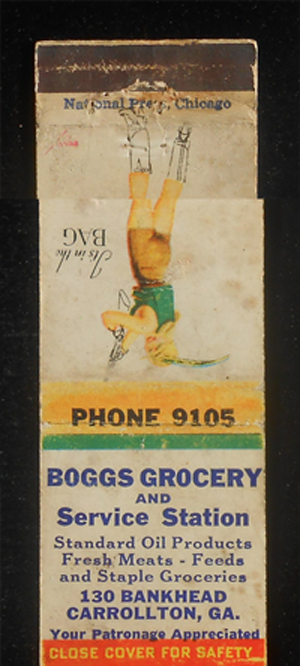 National Press, Chicago
It's in the
BAG
PHONE 9105
BOGGS GROCERY
AND
Service Station
Standard Oil Products
Fresh Meats - Feeds
and Staple Groceries
130 BANKHEAD
CARROLLTON, GA.
Your Patronage Appreciated
CLOSE COVER FOR SAFETY